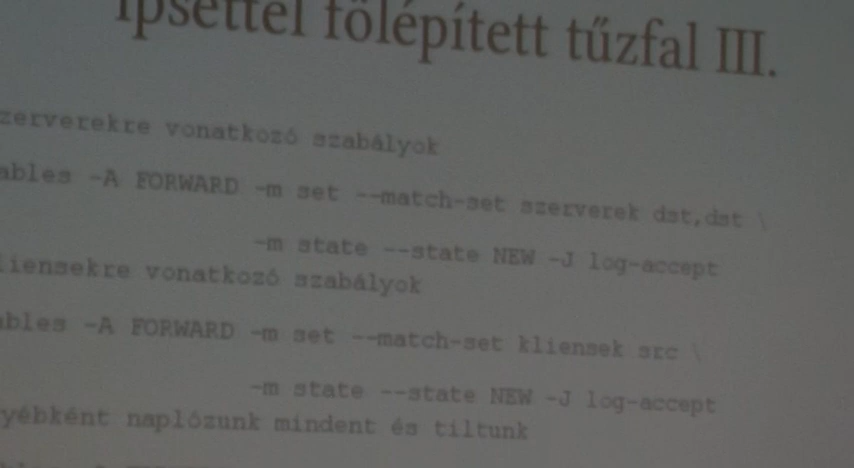 Ipsettel fölépített tűzfal III.
zerverekre vonatkozó szabályok
ables -A FORWARD -m set --match-set szerverek dst,dst \
-m state --state NEW -J log-accept
liensekre vonatkozó szabályok
ables -A FORWARD -m set --match-set kliensek src \
-m state --state NEW -J log-accept
yébként naplózunk mindent és tiltunk